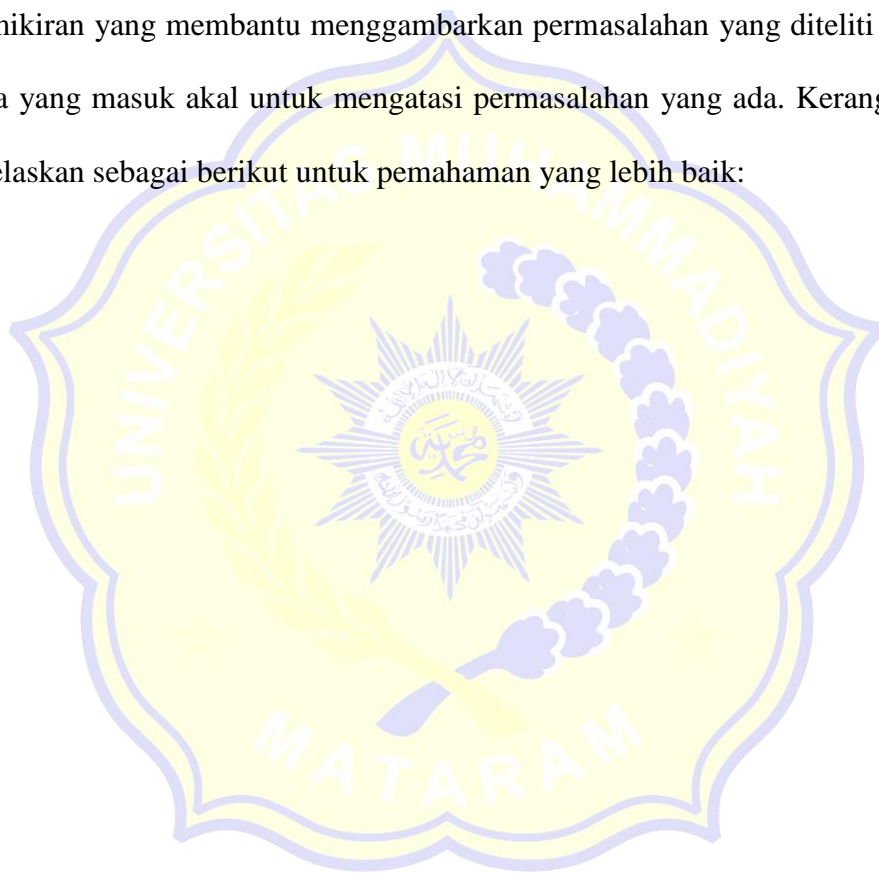 mikiran yang membantu menggambarkan permasalahan yang diteliti
a yang masuk akal untuk mengatasi permasalahan yang ada. Kerang
elaskan sebagai berikut untuk pemahaman yang lebih baik:
UNIVERSITAS MUHAMMADIYAH
MATARAM